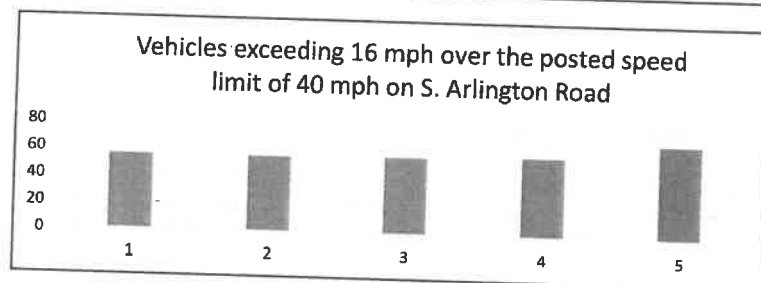 Vehicles exceeding 16 mph over the posted speed
limit of 40 mph on S. Arlington Road
80
60
40
20
0
1 2 3 4 5